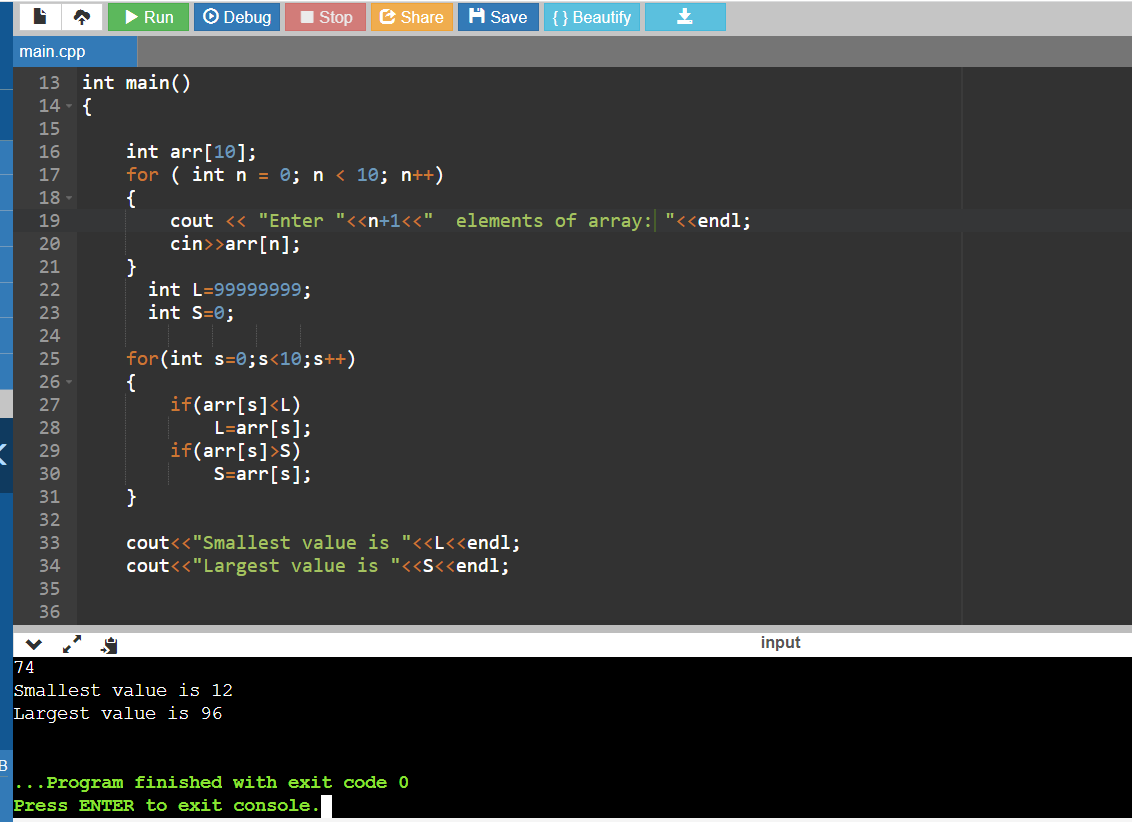 Run Debug Stop Share Save { } Beautify
main.cpp
13 int main()
14 {
15
16 int arr[10];
17 for ( int n = 0; n < 10; n++)
18 {
19 cout << "Enter "<<n+1<<"  elements of array: "<<endl;
20 cin>>arr[n];
21 }
22 int L=99999999;
23 int S=0;
24
25 for(int s=0;s<10;s++)
26 {
27 if(arr[s]<L)
28 L=arr[s];
29 if(arr[s]>S)
30 S=arr[s];
31 }
32
33 cout<<"Smallest value is "<<L<<endl;
34 cout<<"Largest value is "<<S<<endl;
35
36
input
74
Smallest value is 12
Largest value is 96
B
...Program finished with exit code 0
Press ENTER to exit console.